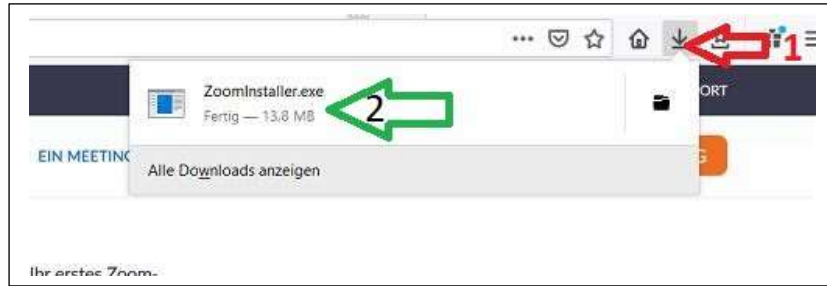 1
ZoomInstaller.exe
Fertig — 13,8 MB
2
ORT
EIN MEETING
G
Alle Downloads anzeigen
Ihr erstes Zoom-